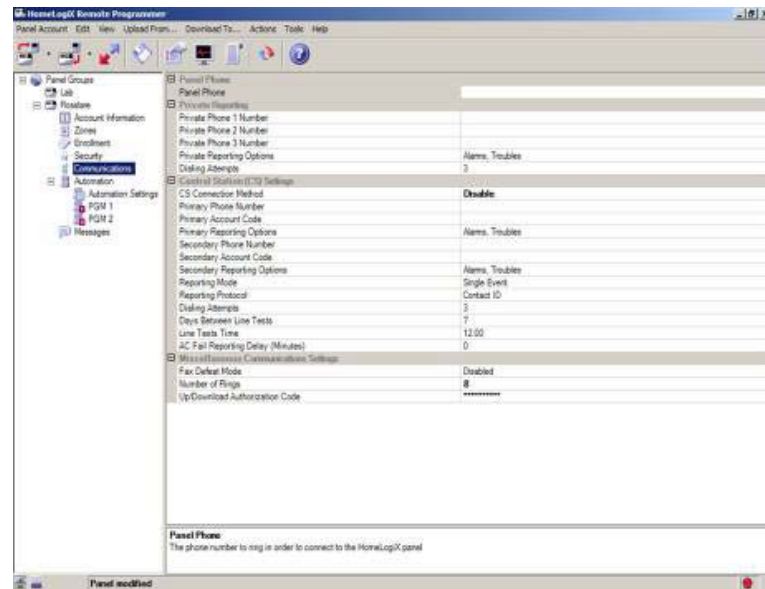 HomeLogiX Remote Programmer
Panel Account Edit View Upload From... Download To... Actions Tools Help
Panel Groups
Lab
Rosslare
Account Information
Zones
Enrollment
Security
Communications
Automation
Automation Settings
PGM 1
PGM 2
Messages
Panel Phone
Panel Phone
Private Reporting
Private Phone 1 Number
Private Phone 2 Number
Private Phone 3 Number
Private Reporting Options Alarms, Troubles
Dialing Attempts 3
Central Station (CS) Settings
CS Connection Method Disable
Primary Phone Number
Primary Account Code
Primary Reporting Options Alarms, Troubles
Secondary Phone Number
Secondary Account Code
Secondary Reporting Options Alarms, Troubles
Reporting Mode Single Event
Reporting Protocol Contact ID
Dialing Attempts 3
Days Between Line Tests 7
Line Tests Time 12:00
AC Fail Reporting Delay (Minutes) 0
Miscellaneous Communications Settings
Fax Defeat Mode Disabled
Number of Rings 8
Up/Download Authorization Code **********
Panel Phone
The phone number to ring in order to connect to the HomeLogiX panel
Panel modified